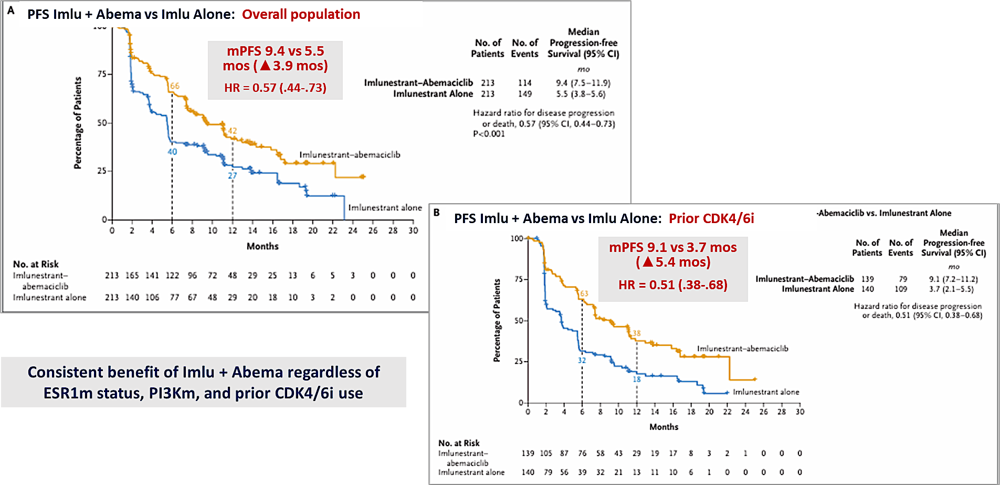 A
PFS Imlu + Abema vs Imlu Alone: Overall population
mPFS 9.4 vs 5.5
mos (▲3.9 mos)
HR = 0.57 (.44-.73)
Median
No. of No. of Progression-free
Patients Events Survival (95% CI)
mo
Imlunestrant–Abemaciclib 213 114 9.4 (7.5–11.9)
Imlunestrant Alone 213 149 5.5 (3.8–5.6)
Hazard ratio for disease progression
or death, 0.57 (95% CI, 0.44–0.73)
P<0.001
Percentage of Patients
100
75
50
25
0
66
42
40
27
Imlunestrant–abemaciclib
Imlunestrant alone
0 2 4 6 8 10 12 14 16 18 20 22 24 26 28 30
Months
No. at Risk
Imlunestrant–
abemaciclib
213 165 141 122 96 72 48 29 25 13 6 5 3 0 0 0
Imlunestrant alone 213 140 106 77 67 48 29 20 18 10 3 2 0 0 0 0
B
PFS Imlu + Abema vs Imlu Alone: Prior CDK4/6i
-Abemaciclib vs. Imlunestrant Alone
mPFS 9.1 vs 3.7 mos
(▲5.4 mos)
HR = 0.51 (.38-.68)
Median
No. of No. of Progression-free
Patients Events Survival (95% CI)
mo
Imlunestrant–Abemaciclib 139 79 9.1 (7.2–11.2)
Imlunestrant Alone 140 109 3.7 (2.1–5.5)
Hazard ratio for disease progression
or death, 0.51 (95% CI, 0.38–0.68)
Percentage of Patients
100
75
50
25
0
63
38
32
18
Imlunestrant–abemaciclib
Imlunestrant alone
0 2 4 6 8 10 12 14 16 18 20 22 24 26 28 30
Months
No. at Risk
Imlunestrant–
abemaciclib
139 105 87 76 58 43 29 19 17 8 3 2 1 0 0 0
Imlunestrant alone 140 79 56 39 32 21 13 11 10 6 1 0 0 0 0 0
Consistent benefit of Imlu + Abema regardless of
ESR1m status, PI3Km, and prior CDK4/6i use